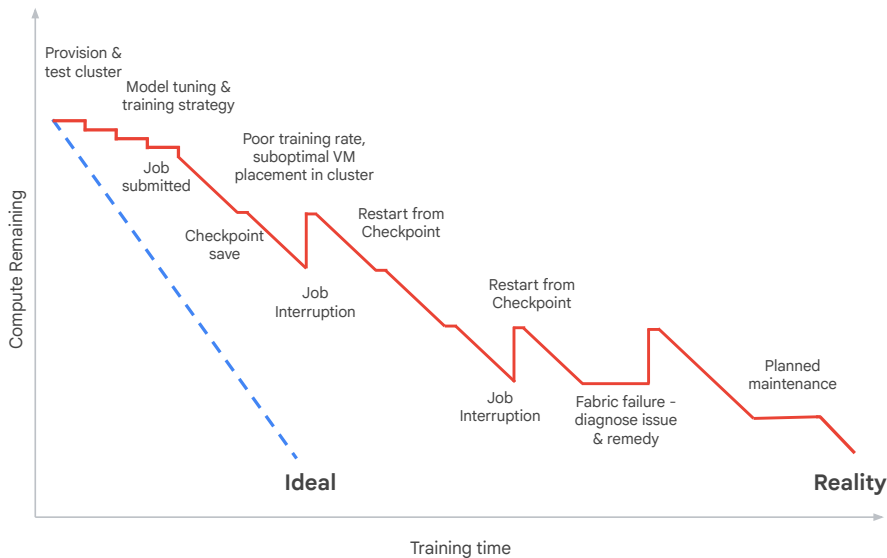 Provision &
test cluster
Model tuning &
training strategy
Job
submitted
Poor training rate,
suboptimal VM
placement in cluster
Checkpoint
save
Restart from
Checkpoint
Job
Interruption
Restart from
Checkpoint
Job
Interruption
Fabric failure -
diagnose issue
& remedy
Planned
maintenance
Ideal
Reality
Compute Remaining
Training time